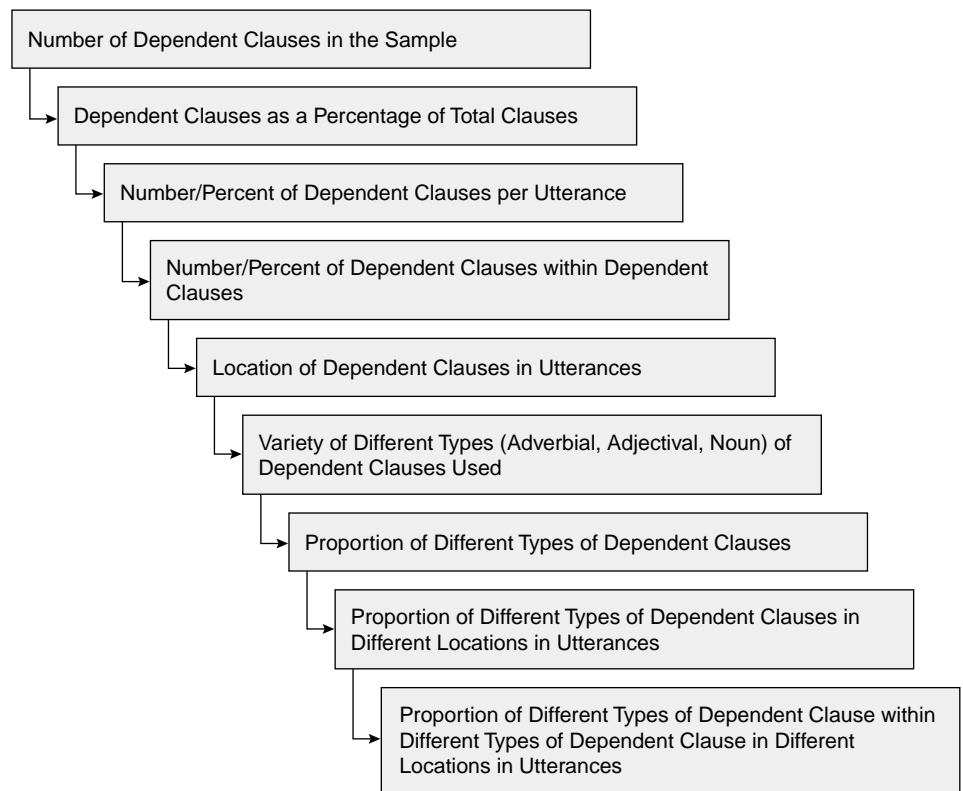 Number of Dependent Clauses in the Sample
Dependent Clauses as a Percentage of Total Clauses
Number/Percent of Dependent Clauses per Utterance
Number/Percent of Dependent Clauses within Dependent
Clauses
Location of Dependent Clauses in Utterances
Variety of Different Types (Adverbial, Adjectival, Noun) of
Dependent Clauses Used
Proportion of Different Types of Dependent Clauses
Proportion of Different Types of Dependent Clauses in
Different Locations in Utterances
Proportion of Different Types of Dependent Clause within
Different Types of Dependent Clause in Different
Locations in Utterances